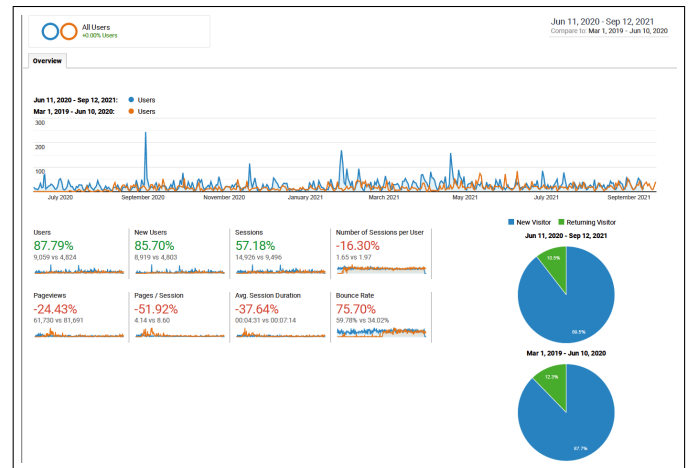 All Users
+0.00% Users
Jun 11, 2020 - Sep 12, 2021
Compare to: Mar 1, 2019 - Jun 10, 2020
Overview
Jun 11, 2020 - Sep 12, 2021: Users
Mar 1, 2019 - Jun 10, 2020: Users
300
200
100
July 2020 September 2020 November 2020 January 2021 March 2021 May 2021 July 2021 September 2021
Users
87.79%
9,059 vs 4,824
New Users
85.70%
8,919 vs 4,803
Sessions
57.18%
14,926 vs 9,496
Number of Sessions per User
-16.30%
1.65 vs 1.97
Pageviews
-24.43%
61,730 vs 81,691
Pages / Session
-51.92%
4.14 vs 8.60
Avg. Session Duration
-37.64%
00:04:31 vs 00:07:14
Bounce Rate
75.70%
59.78% vs 34.02%
New Visitor Returning Visitor
Jun 11, 2020 - Sep 12, 2021
10.5%
89.5%
Mar 1, 2019 - Jun 10, 2020
12.3%
87.7%